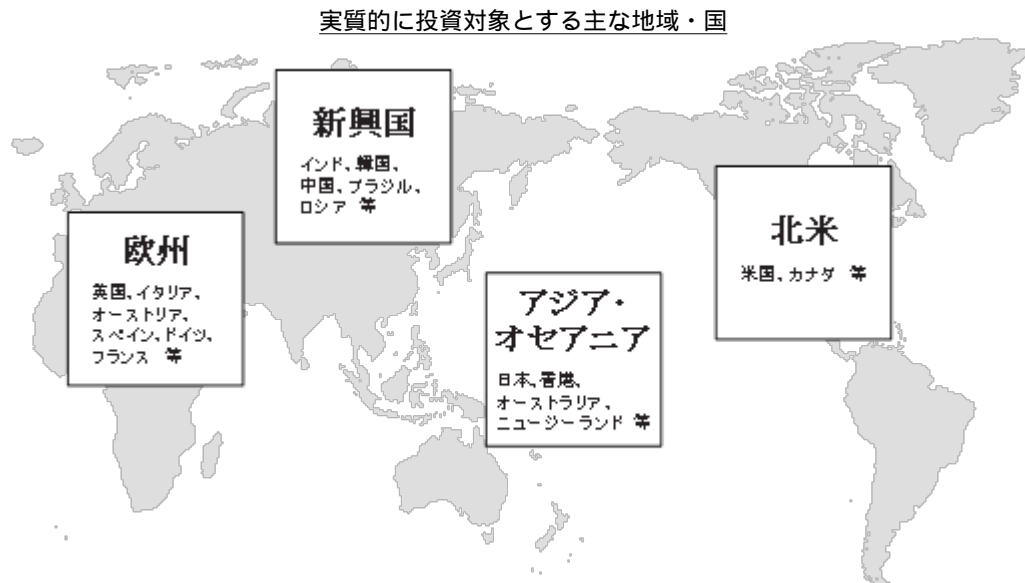 実質的に投資対象とする主な地域・国
新興国
インド、韓国、
中国、ブラジル、
ロシア 等
欧州
英国、イタリア、
オーストリア、
スペイン、ドイツ、
フランス 等
北米
米国、カナダ 等
アジア・
オセアニア
日本、香港、
オーストラリア、
ニュージーランド 等